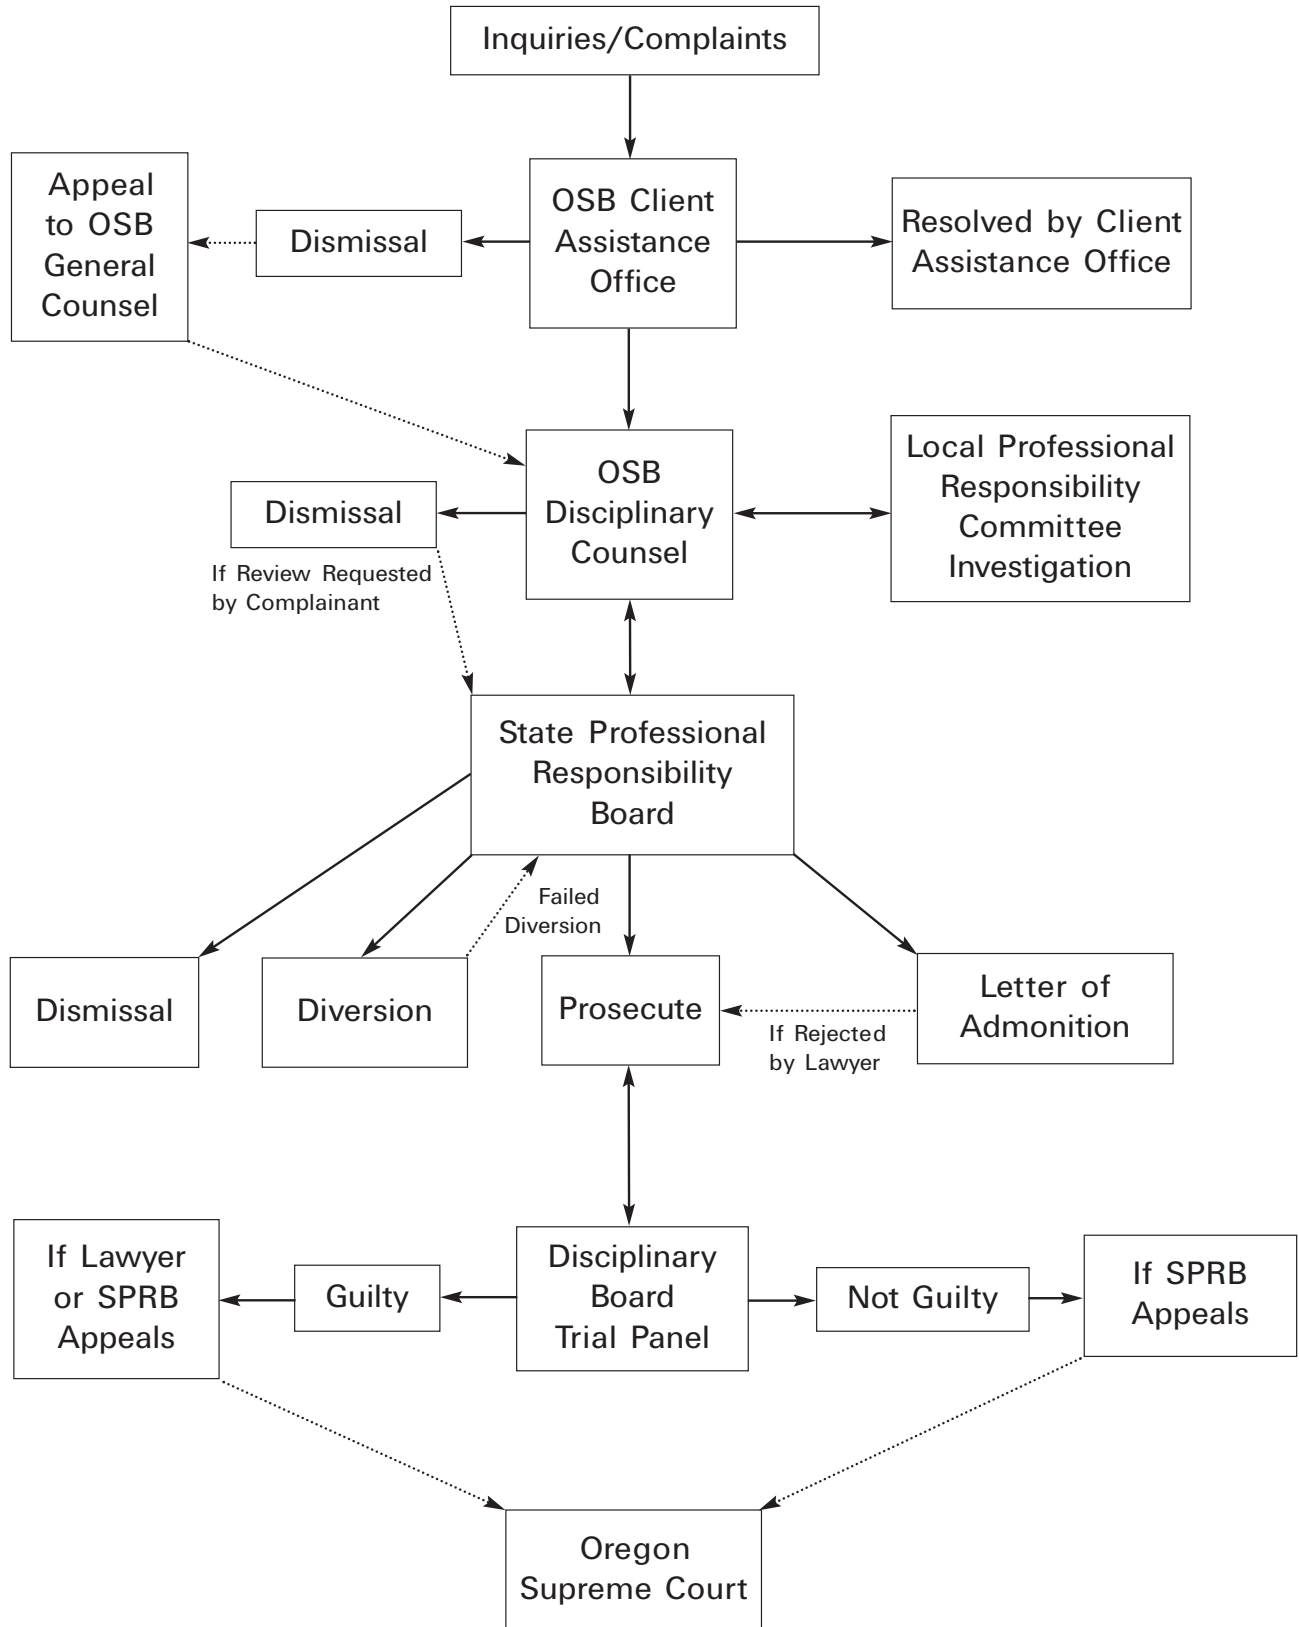 Inquiries/Complaints
Appeal
to OSB
General
Counsel
Dismissal
OSB Client
Assistance
Office
Resolved by Client
Assistance Office
Dismissal
If Review Requested
by Complainant
OSB
Disciplinary
Counsel
Local Professional
Responsibility
Committee
Investigation
State Professional
Responsibility
Board
Failed
Diversion
Dismissal
Diversion
Prosecute
If Rejected
by Lawyer
Letter of
Admonition
If Lawyer
or SPRB
Appeals
Guilty
Disciplinary
Board
Trial Panel
Not Guilty
If SPRB
Appeals
Oregon
Supreme Court